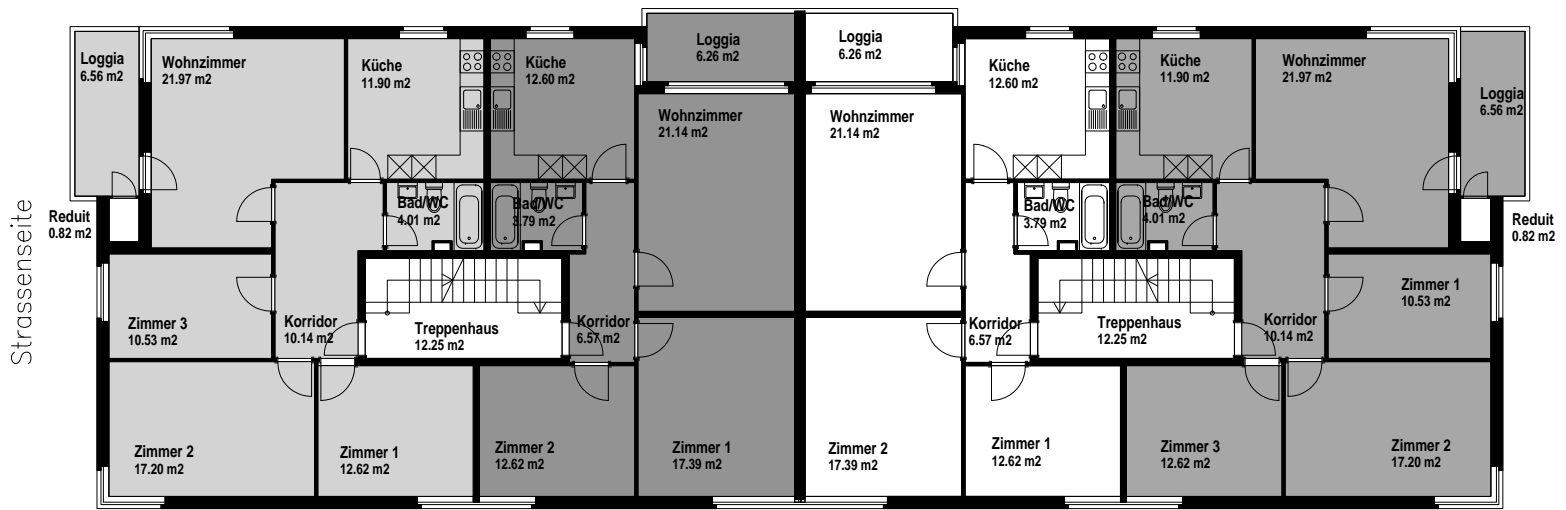 Strassenseite
Loggia
6.56 m2
Wohnzimmer
21.97 m2
Küche
11.90 m2
Bad/WC
4.01 m2
Reduit
0.82 m2
Zimmer 3
10.53 m2
Korridor
10.14 m2
Treppenhaus
12.25 m2
Zimmer 2
17.20 m2
Zimmer 1
12.62 m2
Küche
12.60 m2
Loggia
6.26 m2
Wohnzimmer
21.14 m2
Bad/WC
3.79 m2
Korridor
6.57 m2
Zimmer 2
12.62 m2
Zimmer 1
17.39 m2
Loggia
6.26 m2
Küche
12.60 m2
Wohnzimmer
21.14 m2
Bad/WC
3.79 m2
Korridor
6.57 m2
Treppenhaus
12.25 m2
Zimmer 2
17.39 m2
Zimmer 1
12.62 m2
Küche
11.90 m2
Wohnzimmer
21.97 m2
Loggia
6.56 m2
Bad/WC
4.01 m2
Reduit
0.82 m2
Zimmer 1
10.53 m2
Korridor
10.14 m2
Zimmer 3
12.62 m2
Zimmer 2
17.20 m2